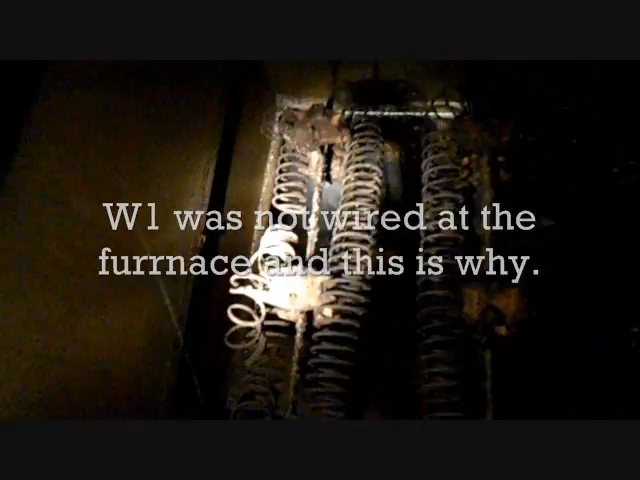 W1 was not wired at the
furrnace and this is why.